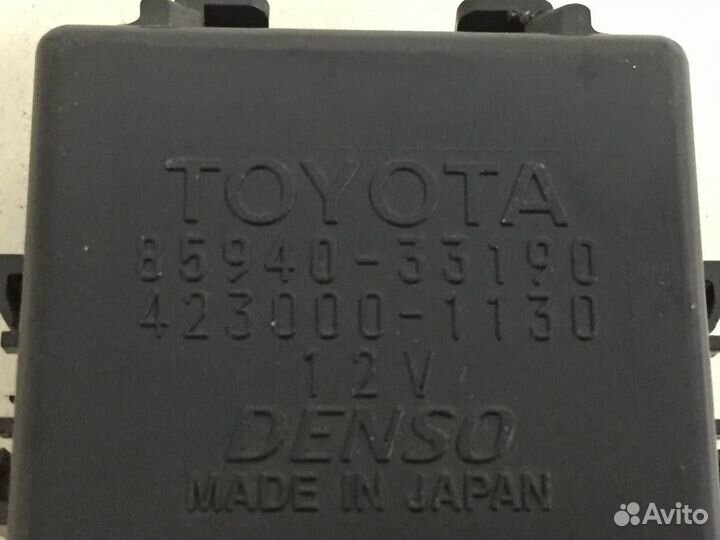 TOYOTA
85940-33190
423000-1130
12V
DENSO
MADE IN JAPAN
Avito